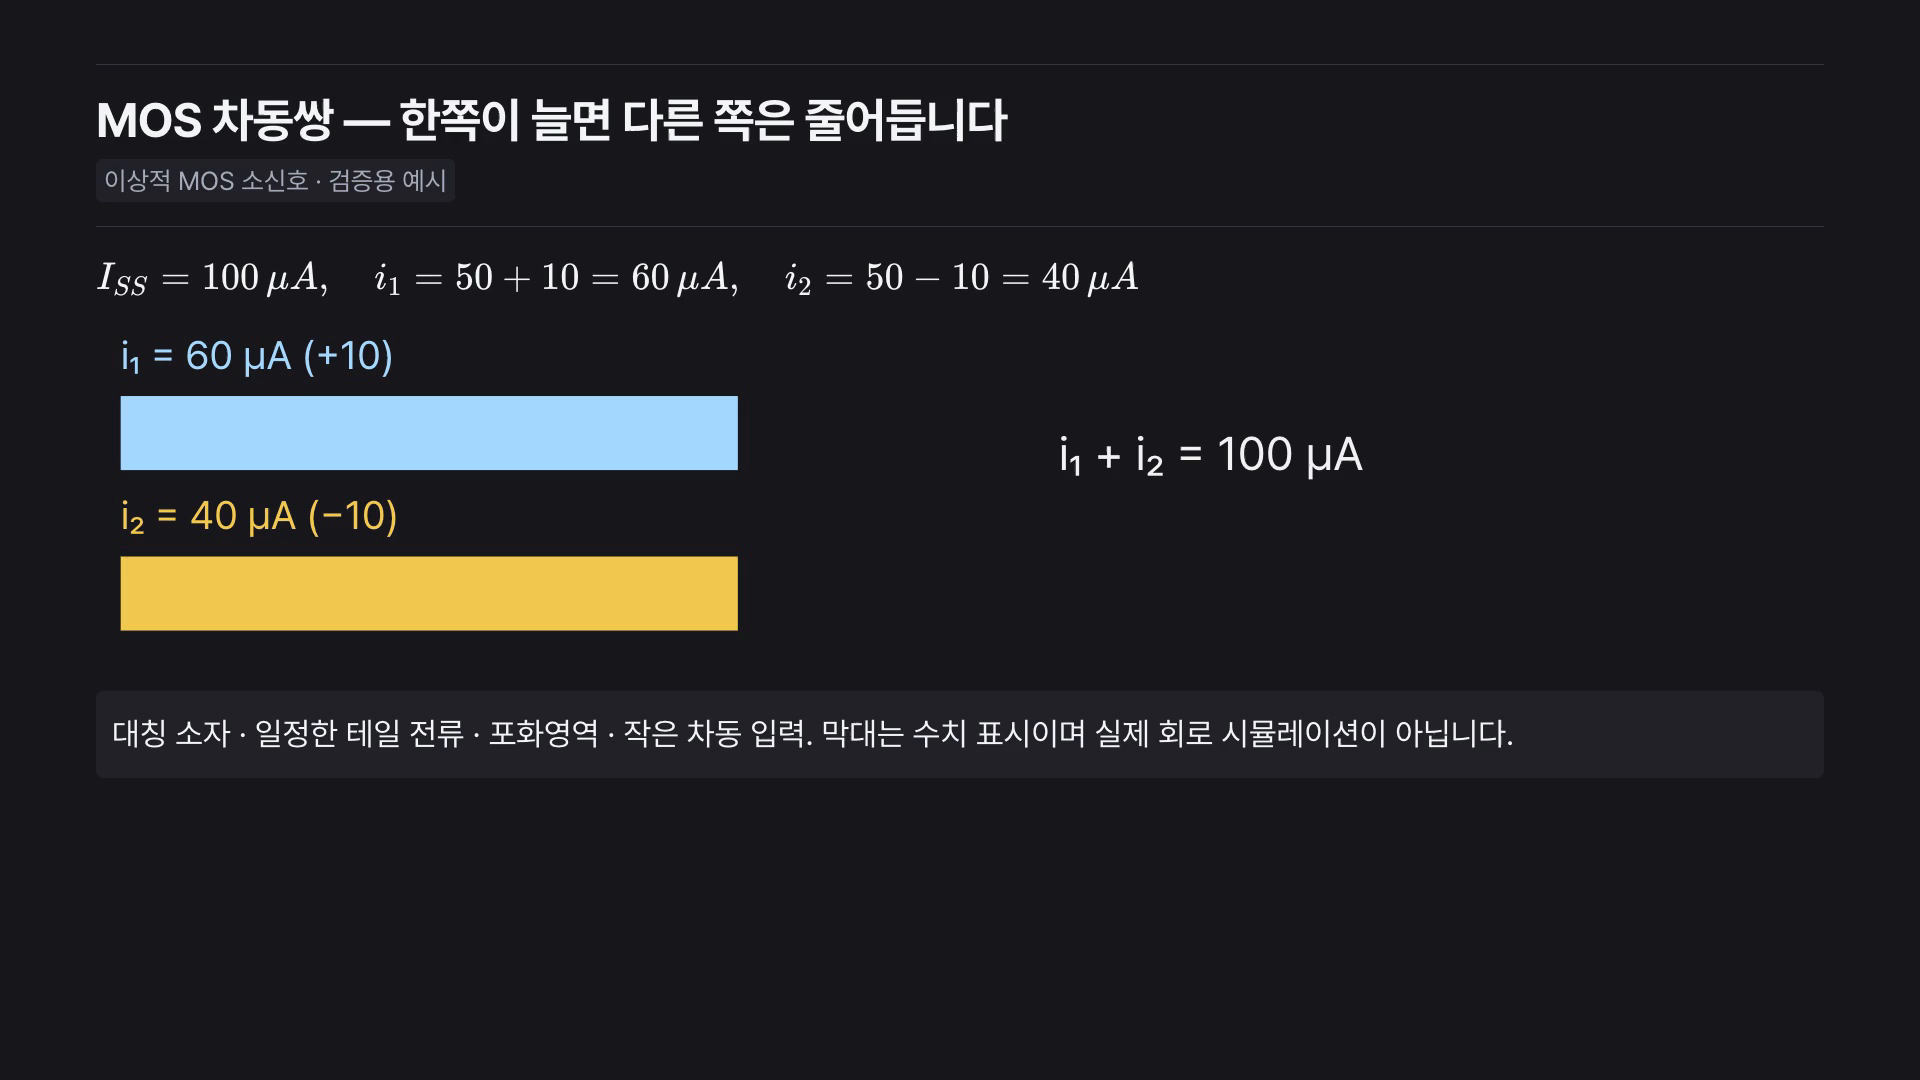 MOS 차동쌍 — 한쪽이 늘면 다른 쪽은 줄어듭니다
이상적 MOS 소신호 · 검증용 예시
I_{SS} = 100 μA, i₁ = 50 + 10 = 60 μA, i₂ = 50 − 10 = 40 μA
i₁ = 60 μA (+10)
i₂ = 40 μA (−10)
i₁ + i₂ = 100 μA
대칭 소자 · 일정한 테일 전류 · 포화영역 · 작은 차동 입력. 막대는 수치 표시이며 실제 회로 시뮬레이션이 아닙니다.